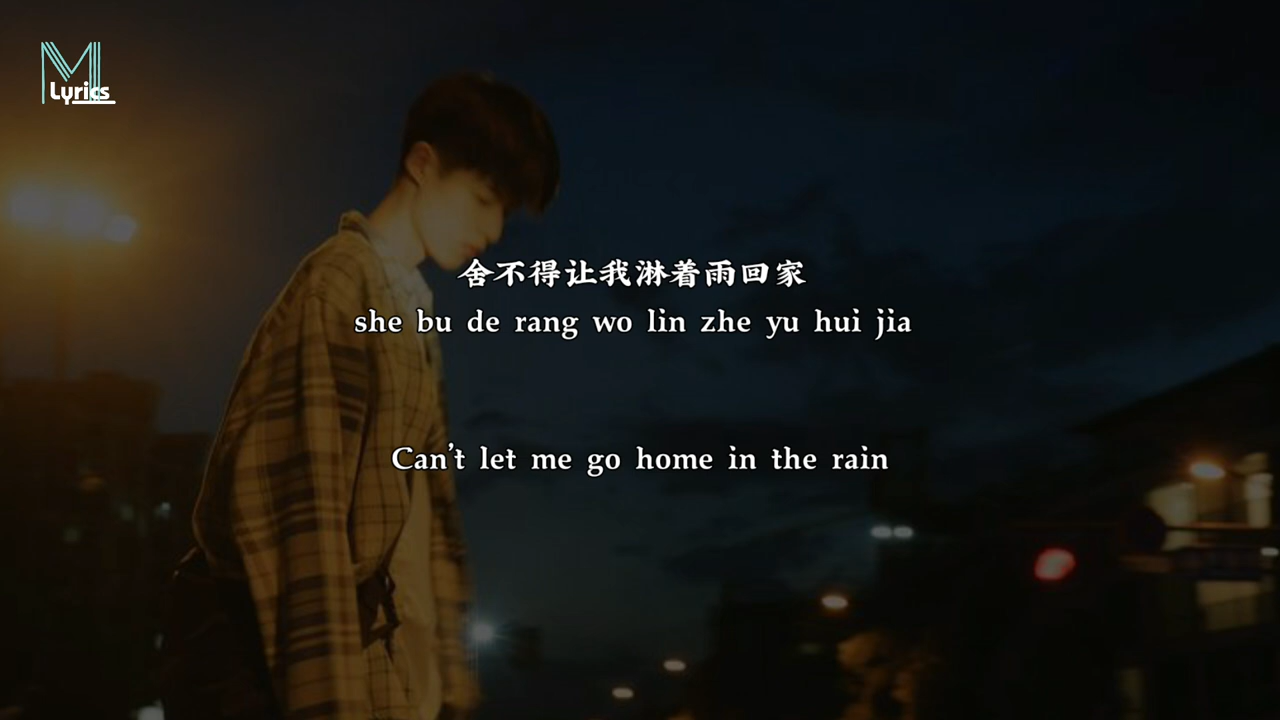 M
Lyrics
舍不得让我淋着雨回家
she bu de rang wo lin zhe yu hui jia
Can't let me go home in the rain